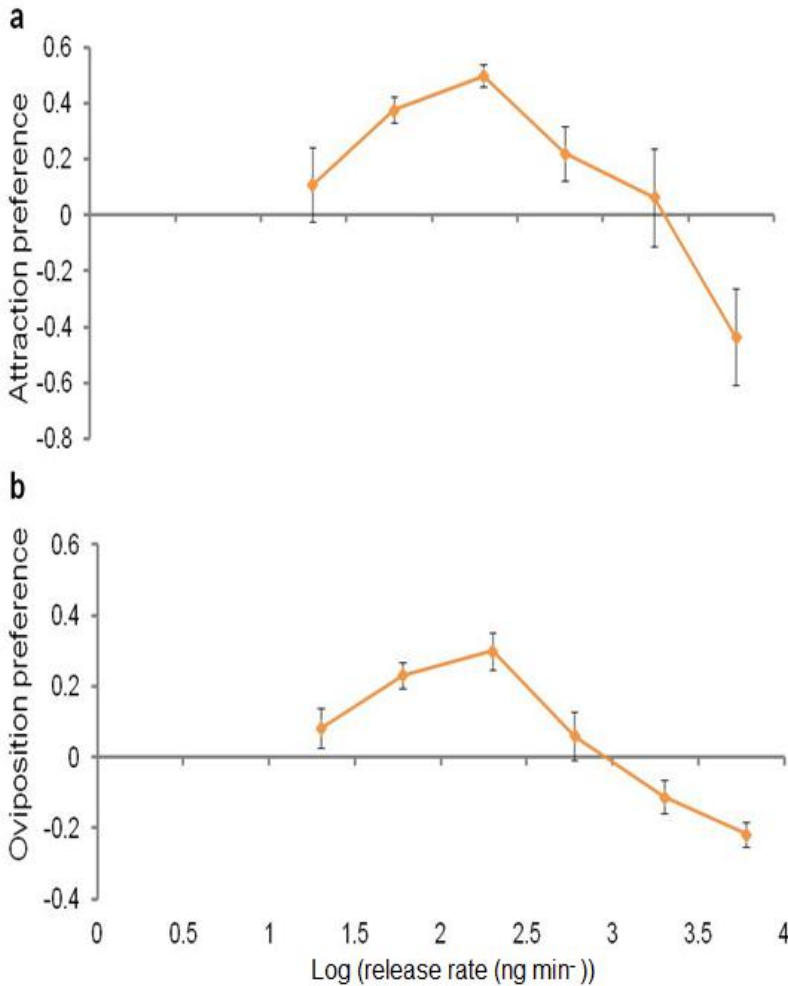 a
Attraction preference
0.6
0.4
0.2
0
-0.2
-0.4
-0.6
-0.8
b
Oviposition preference
0.6
0.4
0.2
0
-0.2
-0.4
0 0.5 1 1.5 2 2.5 3 3.5 4
Log (release rate (ng min⁻ ))